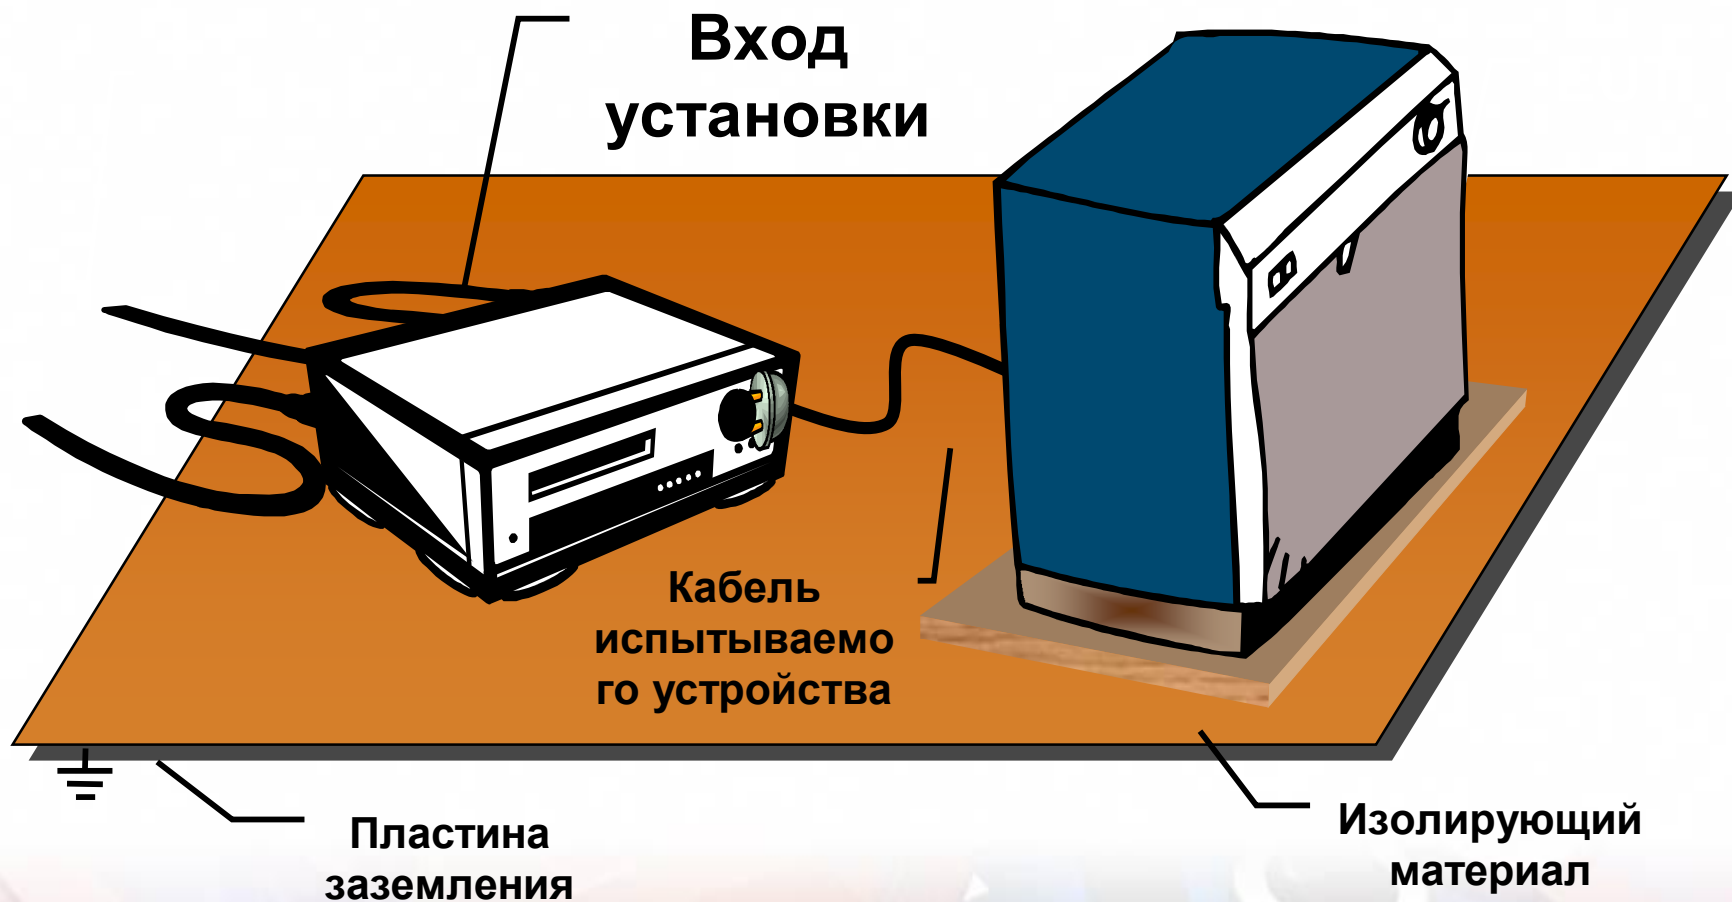 Вход
установки
Кабель
испытываемо
го устройства
Пластина
заземления
Изолирующий
материал